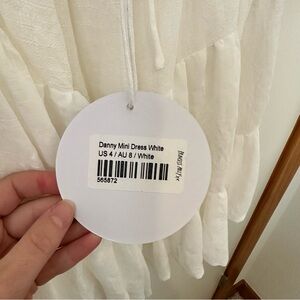 Danny Mini Dress White
US 4 / AU 8 / White
565872